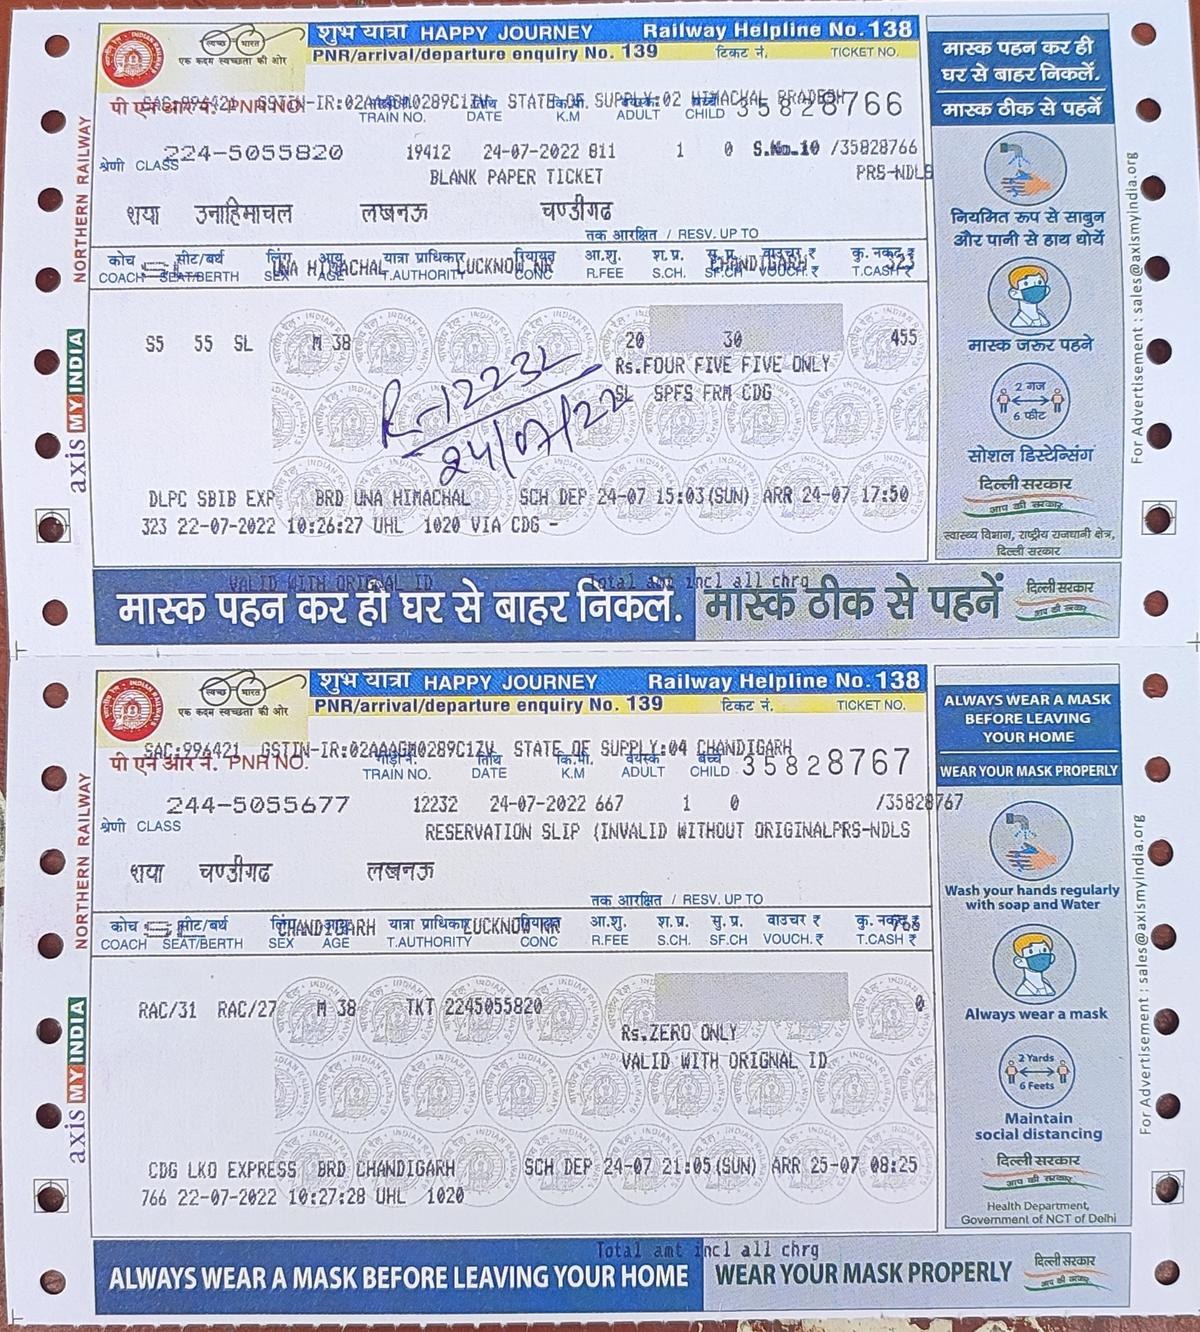 स्वच्छ भारत
एक कदम स्वच्छता की ओर
शुभ यात्रा HAPPY JOURNEY Railway Helpline No. 138
PNR/arrival/departure enquiry No. 139 टिकट नं. TICKET NO.
पी एन आर नं. PNR NO.
SAC:996421 GSTIN-IR:02AAAGM0289C1ZV STATE OF SUPPLY:02 HIMACHAL PRADESH 35828766
TRAIN NO. तिथि DATE कि.मी. K.M वयस्क ADULT बच्चे CHILD
224-5055820 19412 24-07-2022 811 1 0 S.No.10 /35828766
श्रेणी CLASS
BLANK PAPER TICKET PRS-NDLS
शया उनाहिमाचल लखनऊ चण्डीगढ
तक आरक्षित / RESV. UP TO
कोच सीट/बर्थ लिंग आयु यात्रा प्राधिकार रियायत आ.शु. श.प्र. सु.प्र. वाउचर ₹ कु. नकद ₹
SL UNA HIMACHAL LUCKNOW NR CHANDIGARH 323
COACH SEAT/BERTH SEX AGE T.AUTHORITY CONC R.FEE S.CH. SF.CH VOUCH.₹ T.CASH ₹
S5 55 SL M 38 20 30 455
Rs.FOUR FIVE FIVE ONLY
SL SPFS FRM CDG
R-12232
24/07/22
DLPC SBIB EXP BRD UNA HIMACHAL SCH DEP 24-07 15:03(SUN) ARR 24-07 17:50
323 22-07-2022 10:26:27 UHL 1020 VIA CDG -
VALID WITH ORIGNAL ID Total amt incl all chrg
मास्क पहन कर ही घर से बाहर निकलें. मास्क ठीक से पहनें
दिल्ली सरकार
आप की सरकार
NORTHERN RAILWAY
axis MY INDIA
मास्क पहन कर ही
घर से बाहर निकलें.
मास्क ठीक से पहनें
नियमित रूप से साबुन
और पानी से हाथ धोयें
मास्क जरूर पहने
2 गज
6 फीट
सोशल डिस्टेन्सिंग
दिल्ली सरकार
आप की सरकार
स्वास्थ्य विभाग, राष्ट्रीय राजधानी क्षेत्र,
दिल्ली सरकार
For Advertisement : sales@axismyindia.org
स्वच्छ भारत
एक कदम स्वच्छता की ओर
शुभ यात्रा HAPPY JOURNEY Railway Helpline No. 138
PNR/arrival/departure enquiry No. 139 टिकट नं. TICKET NO.
SAC:996421 GSTIN-IR:02AAAGM0289C1ZV STATE OF SUPPLY:04 CHANDIGARH
पी एन आर नं. PNR NO. गाड़ी नं. तिथि कि.मी. वयस्क बच्चे 35828767
TRAIN NO. DATE K.M ADULT CHILD
244-5055677 12232 24-07-2022 667 1 0 /35828767
श्रेणी CLASS
RESERVATION SLIP (INVALID WITHOUT ORIGINALPRS-NDLS
शया चण्डीगढ लखनऊ
तक आरक्षित / RESV. UP TO
कोच सीट/बर्थ लिंग आयु यात्रा प्राधिकार रियायत आ.शु. श.प्र. सु.प्र. वाउचर ₹ कु. नकद ₹
SL CHANDIGARH LUCKNOW NR 766
COACH SEAT/BERTH SEX AGE T.AUTHORITY CONC R.FEE S.CH. SF.CH VOUCH.₹ T.CASH ₹
RAC/31 RAC/27 M 38 TKT 2245055820 0
Rs.ZERO ONLY
VALID WITH ORIGNAL ID
CDG LKO EXPRESS BRD CHANDIGARH SCH DEP 24-07 21:05(SUN) ARR 25-07 08:25
766 22-07-2022 10:27:28 UHL 1020
Total amt incl all chrg
ALWAYS WEAR A MASK BEFORE LEAVING YOUR HOME WEAR YOUR MASK PROPERLY
दिल्ली सरकार
आप की सरकार
NORTHERN RAILWAY
axis MY INDIA
ALWAYS WEAR A MASK
BEFORE LEAVING
YOUR HOME
WEAR YOUR MASK PROPERLY
Wash your hands regularly
with soap and Water
Always wear a mask
2 Yards
6 Feets
Maintain
social distancing
दिल्ली सरकार
आप की सरकार
Health Department,
Government of NCT of Delhi
For Advertisement : sales@axismyindia.org